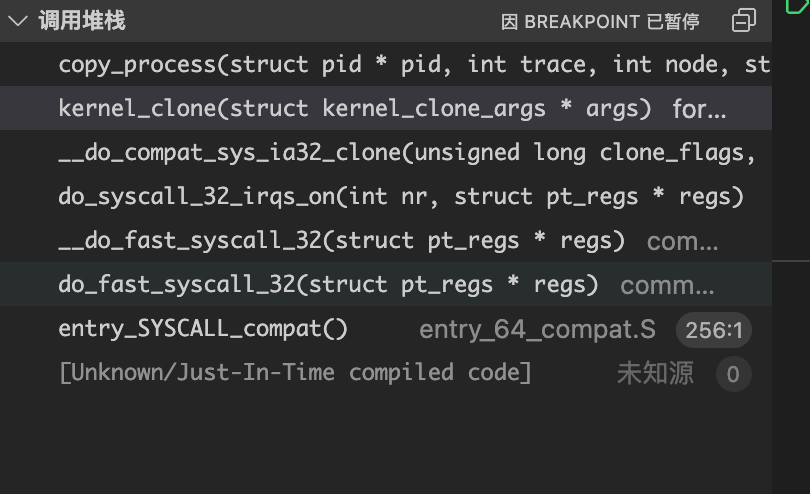 调用堆栈 因 BREAKPOINT 已暂停
copy_process(struct pid * pid, int trace, int node, st
kernel_clone(struct kernel_clone_args * args) for...
__do_compat_sys_ia32_clone(unsigned long clone_flags,
do_syscall_32_irqs_on(int nr, struct pt_regs * regs)
__do_fast_syscall_32(struct pt_regs * regs) com...
do_fast_syscall_32(struct pt_regs * regs) comm...
entry_SYSCALL_compat() entry_64_compat.S 256:1
[Unknown/Just-In-Time compiled code] 未知源 0